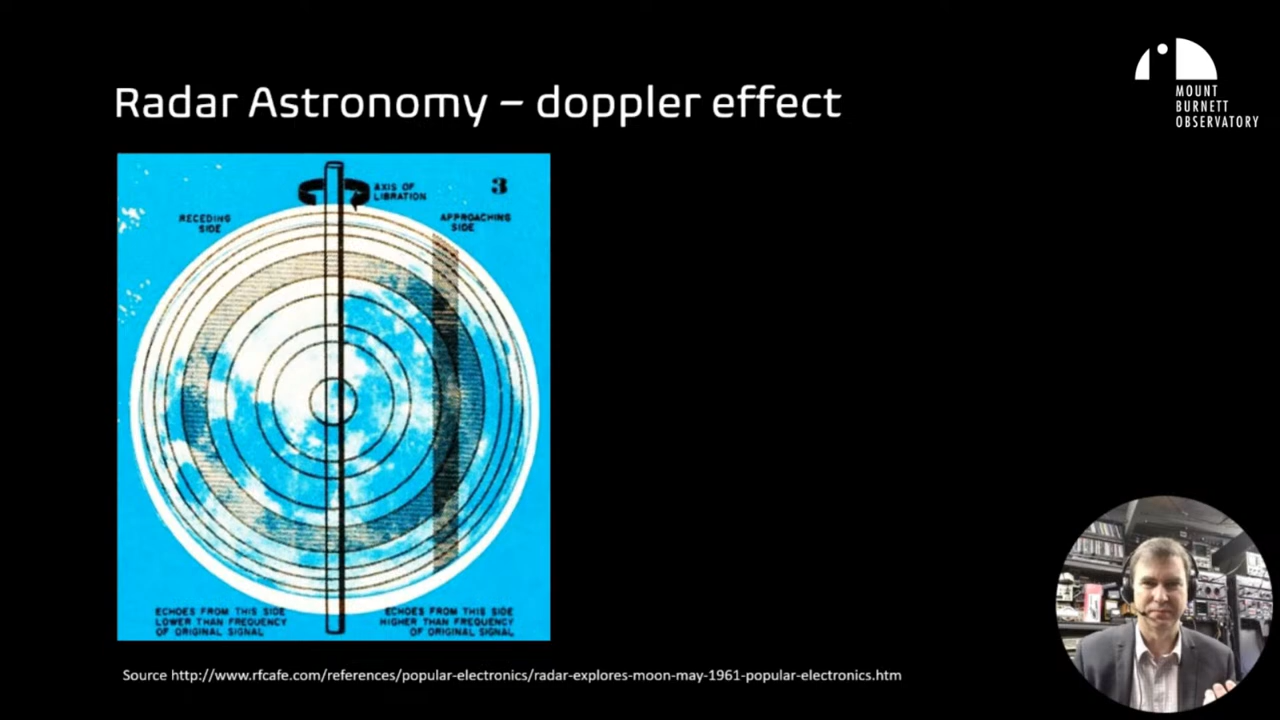 Radar Astronomy – doppler effect
MOUNT
BURNETT
OBSERVATORY
AXIS OF
LIBRATION
3
RECEDING
SIDE
APPROACHING
SIDE
ECHOES FROM THIS SIDE
LOWER THAN FREQUENCY
OF ORIGINAL SIGNAL
ECHOES FROM THIS SIDE
HIGHER THAN FREQUENCY
OF ORIGINAL SIGNAL
Source http://www.rfcafe.com/references/popular-electronics/radar-explores-moon-may-1961-popular-electronics.htm